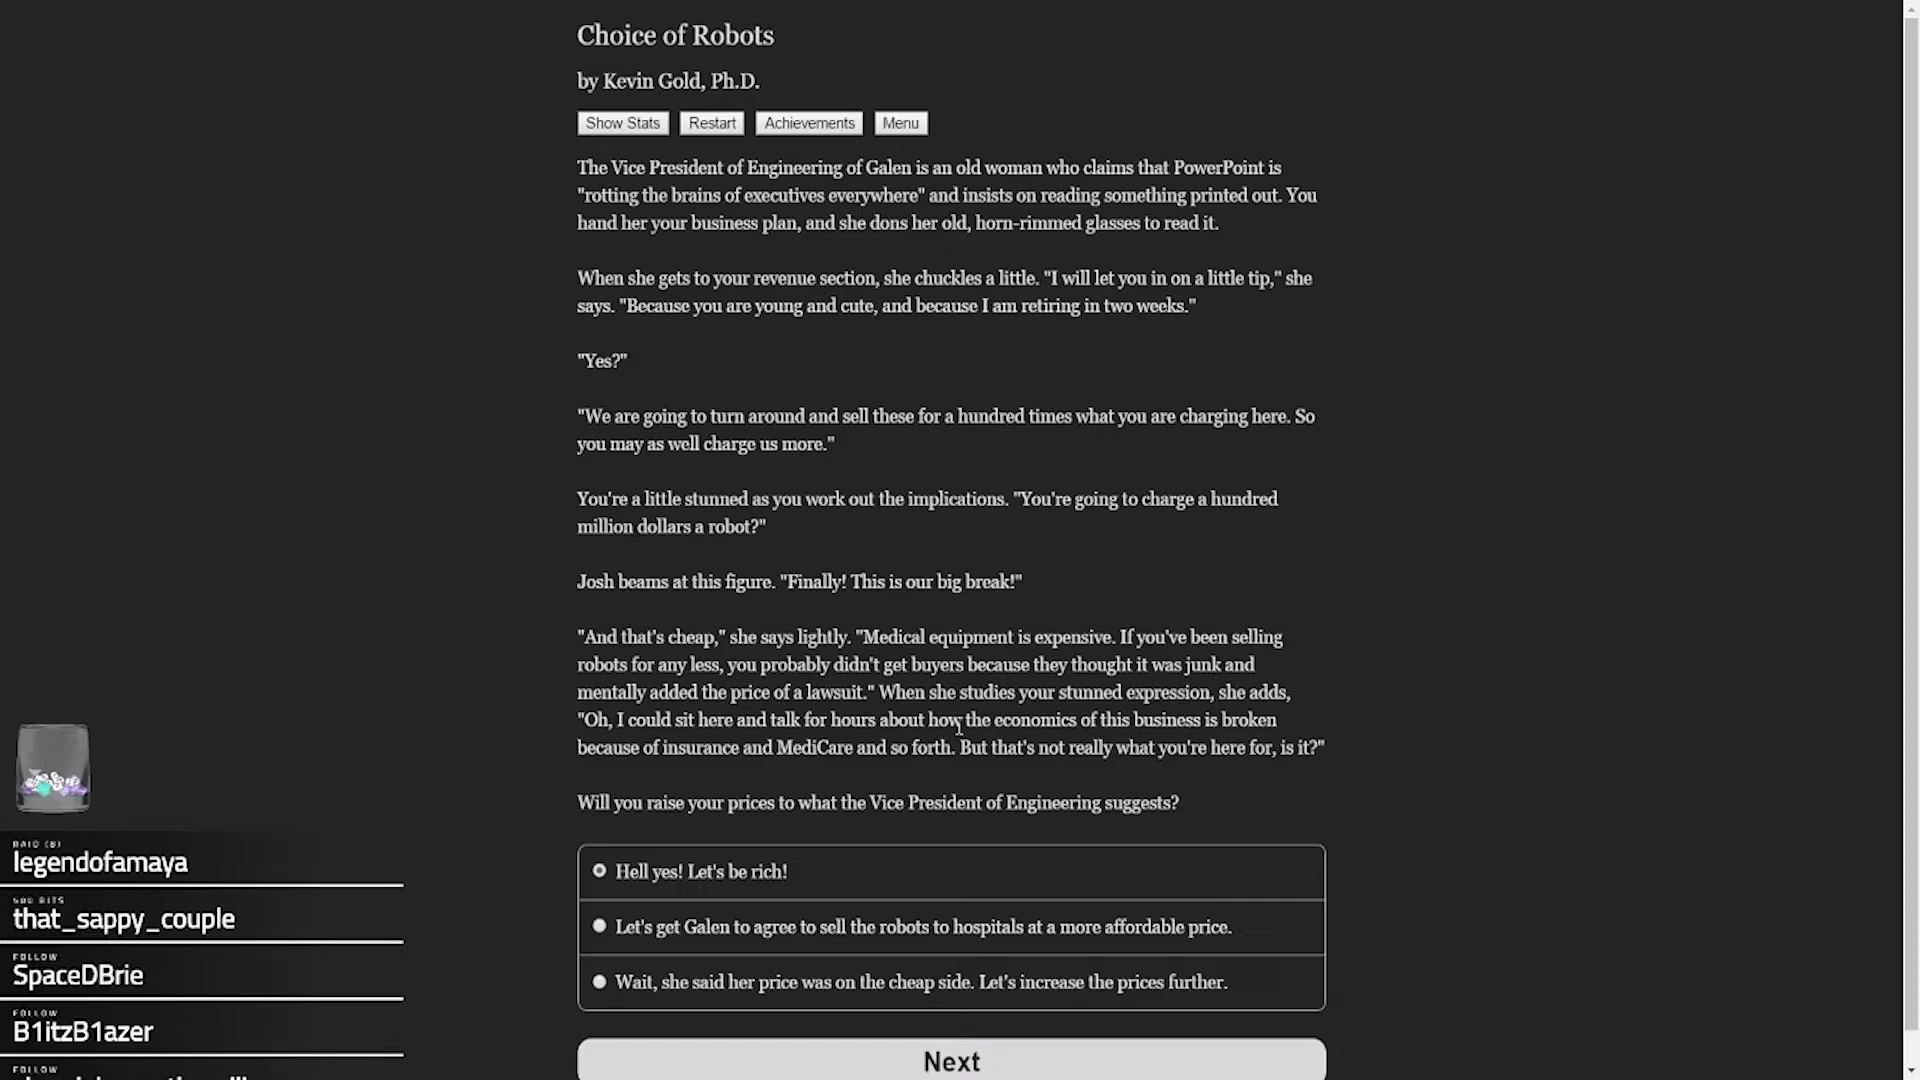 Choice of Robots
by Kevin Gold, Ph.D.
Show Stats Restart Achievements Menu
The Vice President of Engineering of Galen is an old woman who claims that PowerPoint is
"rotting the brains of executives everywhere" and insists on reading something printed out. You
hand her your business plan, and she dons her old, horn-rimmed glasses to read it.
When she gets to your revenue section, she chuckles a little. "I will let you in on a little tip," she
says. "Because you are young and cute, and because I am retiring in two weeks."
"Yes?"
"We are going to turn around and sell these for a hundred times what you are charging here. So
you may as well charge us more."
You're a little stunned as you work out the implications. "You're going to charge a hundred
million dollars a robot?"
Josh beams at this figure. "Finally! This is our big break!"
"And that's cheap," she says lightly. "Medical equipment is expensive. If you've been selling
robots for any less, you probably didn't get buyers because they thought it was junk and
mentally added the price of a lawsuit." When she studies your stunned expression, she adds,
"Oh, I could sit here and talk for hours about how the economics of this business is broken
because of insurance and MediCare and so forth. But that's not really what you're here for, is it?"
Will you raise your prices to what the Vice President of Engineering suggests?
Hell yes! Let's be rich!
Let's get Galen to agree to sell the robots to hospitals at a more affordable price.
Wait, she said her price was on the cheap side. Let's increase the prices further.
Next
RAID (8)
legendofamaya
500 BITS
that_sappy_couple
FOLLOW
SpaceDBrie
FOLLOW
B1itzB1azer
FOLLOW